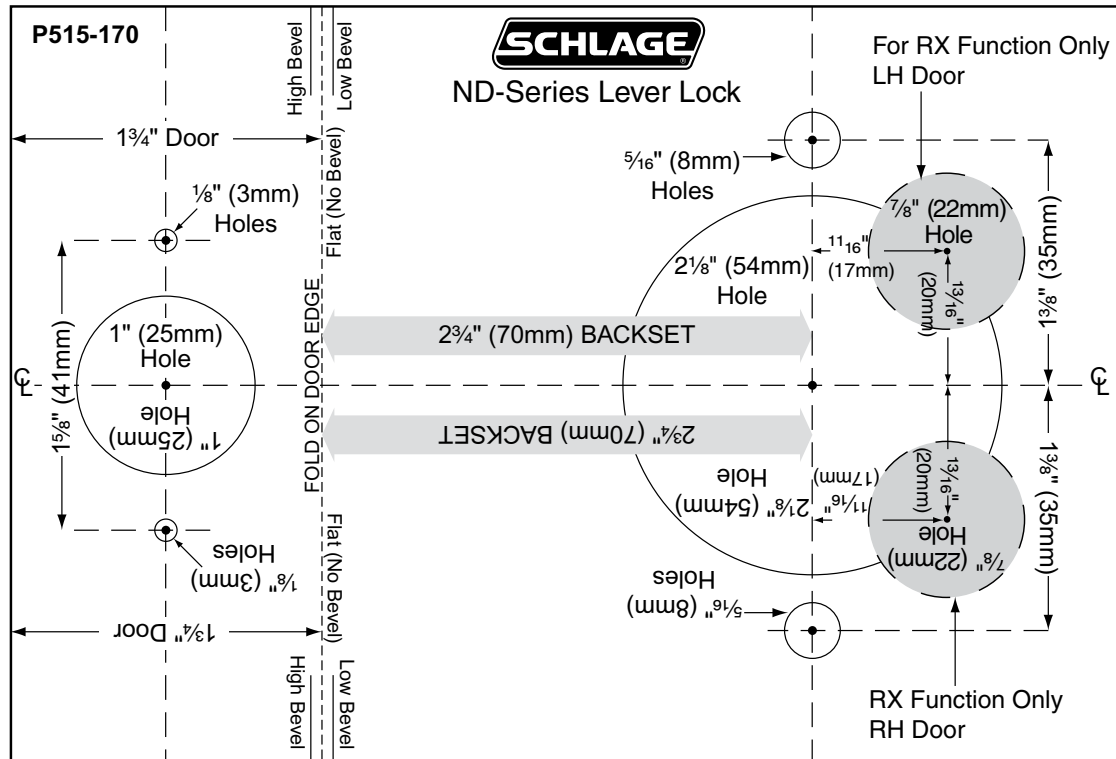 P515-170
SCHLAGE
®
ND-Series Lever Lock
For RX Function Only
LH Door
High Bevel
Low Bevel
Flat (No Bevel)
FOLD ON DOOR EDGE
1¾" Door
⅛" (3mm)
Holes
1⅝" (41mm)
1" (25mm)
Hole
℄
5⁄16" (8mm)
Holes
2⅛" (54mm)
Hole
⅞" (22mm)
Hole
11 16"
(17mm)
13⁄16"
(20mm)
1⅜" (35mm)
2¾" (70mm) BACKSET
℄
2¾" (70mm) BACKSET
1" (25mm)
Hole
2⅛" (54mm)
Hole
11⁄16"
(17mm)
13⁄16"
(20mm)
⅞" (22mm)
Hole
1⅜" (35mm)
⅛" (3mm)
Holes
5⁄16" (8mm)
Holes
1¾" Door
Flat (No Bevel)
High Bevel
Low Bevel
RX Function Only
RH Door